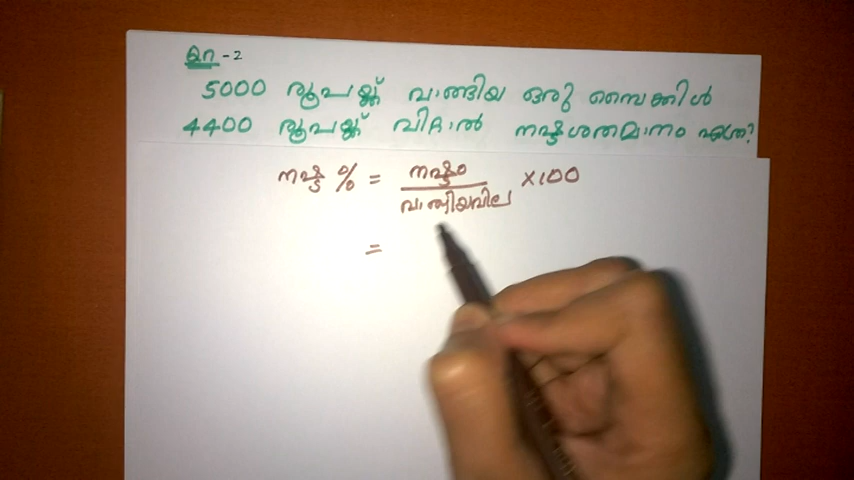 ഉദാ - 2
5000 രൂപയ്ക്ക് വാങ്ങിയ ഒരു സൈക്കിൾ
4400 രൂപയ്ക്ക് വിറ്റാൽ നഷ്ടശതമാനം എത്ര?
നഷ്ട % = നഷ്ടം / വാങ്ങിയവില ×100
=